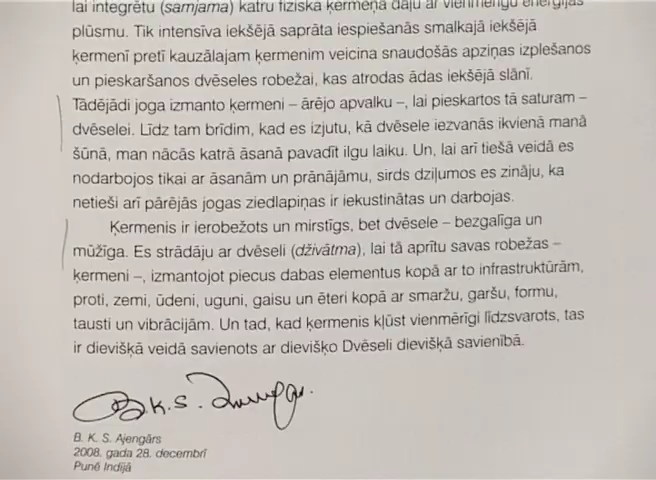 lai integrētu (samjama) katru fiziskā ķermeņa daļu ar vienmērīgu enerģijas
plūsmu. Tik intensīva iekšējā saprāta iespiešanās smalkajā iekšējā
ķermenī pretī kauzālajam ķermenim veicina snaudošās apziņas izplešanos
un pieskaršanos dvēseles robežai, kas atrodas ādas iekšējā slānī.
Tādējādi joga izmanto ķermeni – ārējo apvalku –, lai pieskartos tā saturam –
dvēselei. Līdz tam brīdim, kad es izjutu, kā dvēsele iezvanās ikvienā manā
šūnā, man nācās katrā āsanā pavadīt ilgu laiku. Un, lai arī tiešā veidā es
nodarbojos tikai ar āsanām un prānājāmu, sirds dziļumos es zināju, ka
netieši arī pārējās jogas ziedlapiņas ir iekustinātas un darbojas.
Ķermenis ir ierobežots un mirstīgs, bet dvēsele – bezgalīga un
mūžīga. Es strādāju ar dvēseli (dživātma), lai tā aprītu savas robežas –
ķermeni –, izmantojot piecus dabas elementus kopā ar to infrastruktūrām,
proti, zemi, ūdeni, uguni, gaisu un ēteri kopā ar smaržu, garšu, formu,
tausti un vibrācijām. Un tad, kad ķermenis kļūst vienmērīgi līdzsvarots, tas
ir dievišķā veidā savienots ar dievišķo Dvēseli dievišķā savienībā.
B.K.S.
B. K. S. Ajengārs
2008. gada 28. decembrī
Punē Indijā